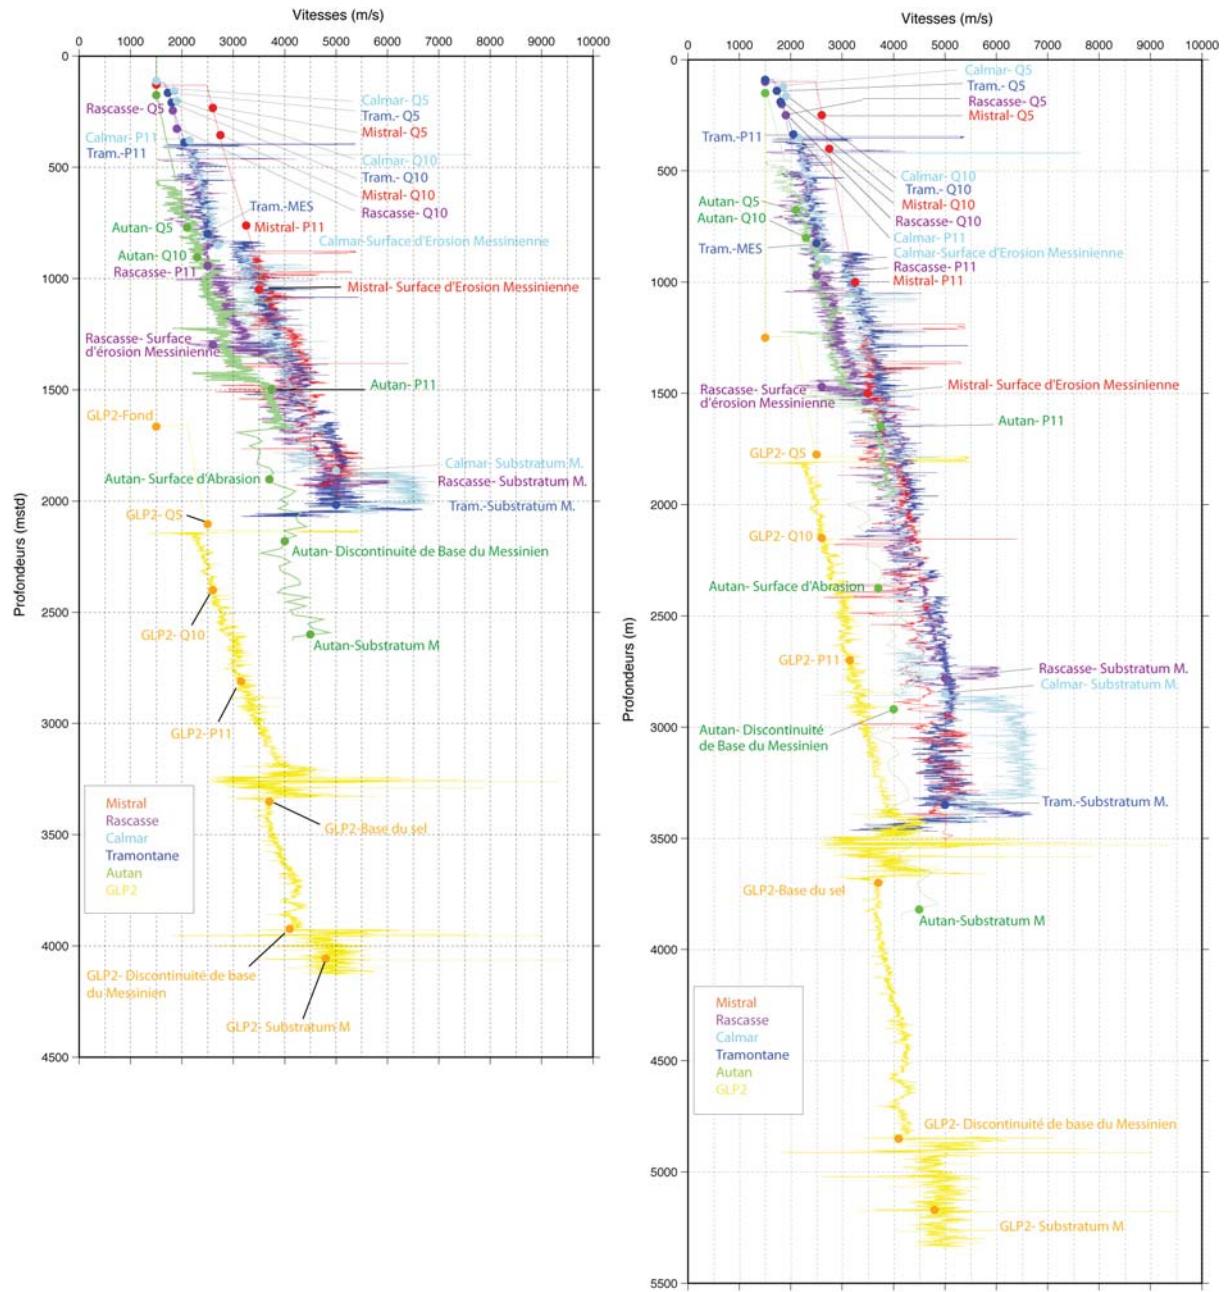 Vitesses (m/s)
0 1000 2000 3000 4000 5000 6000 7000 8000 9000 10000
Profondeurs (mstd)
0
500
1000
1500
2000
2500
3000
3500
4000
4500
Calmar- Q5
Rascasse- Q5
Tram.- Q5
Mistral- Q5
Calmar- P11
Tram.-P11
Calmar- Q10
Tram.- Q10
Mistral- Q10
Rascasse- Q10
Tram.-MES
Mistral- P11
Autan- Q5
Calmar-Surface d'Erosion Messinienne
Autan- Q10
Rascasse- P11
Mistral- Surface d'Erosion Messinienne
Rascasse- Surface
d'érosion Messinienne
Autan- P11
GLP2-Fond
Calmar- Substratum M.
Autan- Surface d'Abrasion
Rascasse- Substratum M.
Tram.-Substratum M.
GLP2- Q5
Autan- Discontinuité de Base du Messinien
GLP2- Q10
Autan-Substratum M
GLP2- P11
GLP2-Base du sel
Mistral
Rascasse
Calmar
Tramontane
Autan
GLP2
GLP2- Discontinuité de base
du Messinien
GLP2- Substratum M
Vitesses (m/s)
0 1000 2000 3000 4000 5000 6000 7000 8000 9000 10000
Profondeurs (m)
0
500
1000
1500
2000
2500
3000
3500
4000
4500
5000
5500
Calmar- Q5
Tram.- Q5
Rascasse- Q5
Mistral- Q5
Tram.-P11
Calmar- Q10
Tram.- Q10
Autan- Q5
Mistral- Q10
Autan- Q10
Rascasse- Q10
Calmar- P11
Tram.-MES
Calmar-Surface d'Erosion Messinienne
Rascasse- P11
Mistral- P11
Mistral- Surface d'Erosion Messinienne
Rascasse- Surface
d'érosion Messinienne
Autan- P11
GLP2- Q5
GLP2- Q10
Autan- Surface d'Abrasion
GLP2- P11
Rascasse- Substratum M.
Calmar- Substratum M.
Autan- Discontinuité
de Base du Messinien
Tram.-Substratum M.
GLP2-Base du sel
Autan-Substratum M
Mistral
Rascasse
Calmar
Tramontane
Autan
GLP2
GLP2- Discontinuité de base du Messinien
GLP2- Substratum M